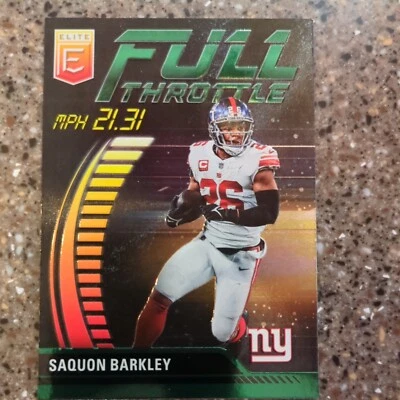 ELITE
E
FULL
THROTTLE
MPH 21.31
C
26
ny
SAQUON BARKLEY